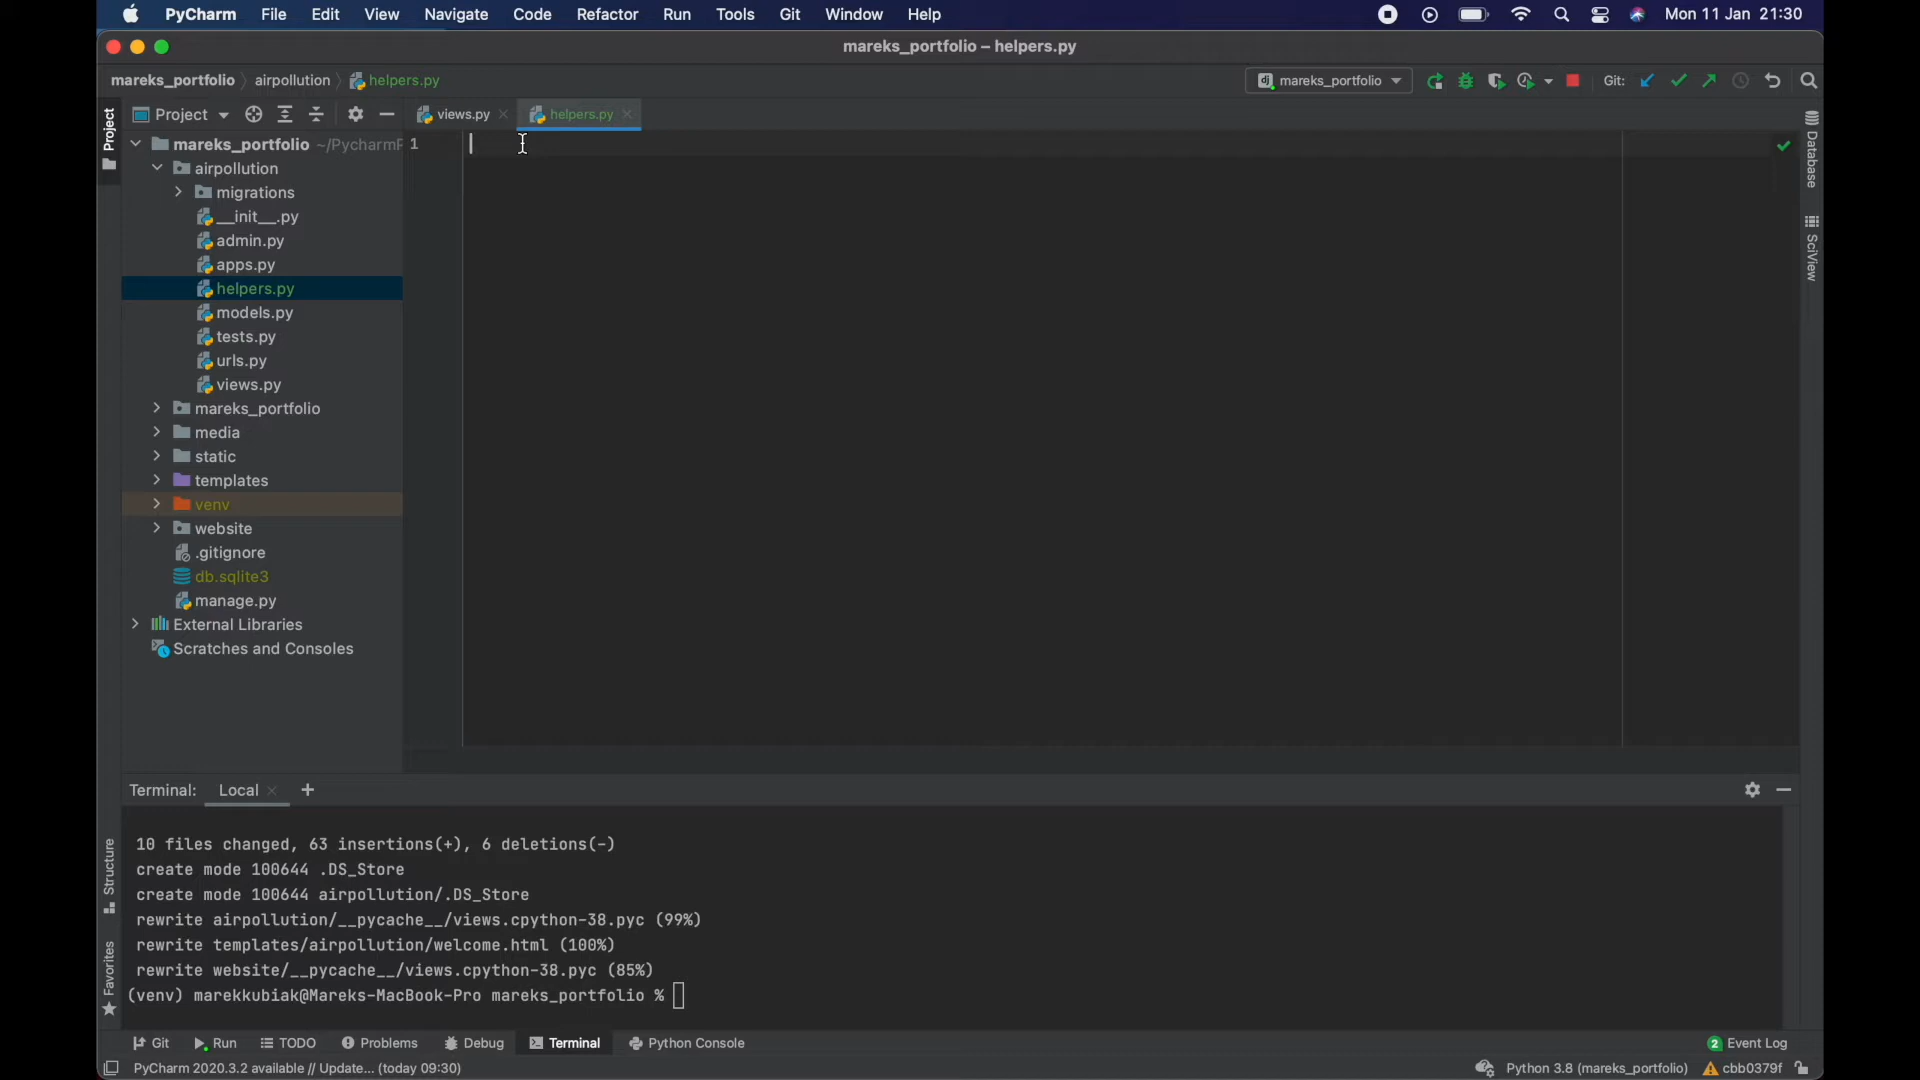 PyCharm File Edit View Navigate Code Refactor Run Tools Git Window Help Mon 11 Jan 21:30
mareks_portfolio – helpers.py
mareks_portfolio airpollution helpers.py mareks_portfolio Git:
Project views.py helpers.py
Project
mareks_portfolio ~/PycharmP 1
airpollution
migrations
__init__.py
admin.py
apps.py
helpers.py
models.py
tests.py
urls.py
views.py
mareks_portfolio
media
static
templates
venv
website
.gitignore
db.sqlite3
manage.py
External Libraries
Scratches and Consoles
Database
SciView
Terminal: Local
10 files changed, 63 insertions(+), 6 deletions(-)
create mode 100644 .DS_Store
create mode 100644 airpollution/.DS_Store
rewrite airpollution/__pycache__/views.cpython-38.pyc (99%)
rewrite templates/airpollution/welcome.html (100%)
rewrite website/__pycache__/views.cpython-38.pyc (85%)
(venv) marekkubiak@Mareks-MacBook-Pro mareks_portfolio %
Structure
Favorites
Git Run TODO Problems Debug Terminal Python Console 2 Event Log
PyCharm 2020.3.2 available // Update... (today 09:30) Python 3.8 (mareks_portfolio) cbb0379f